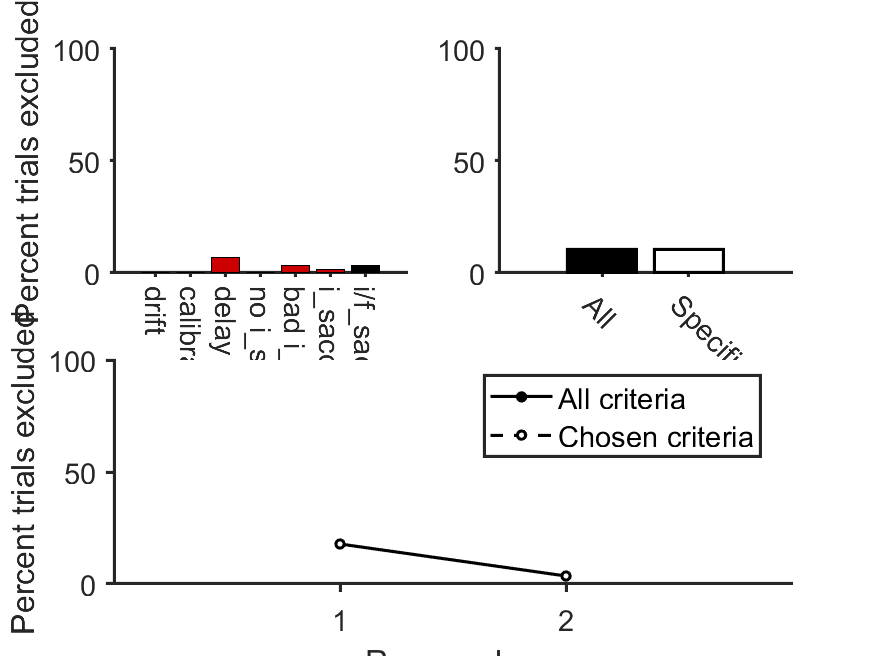 Percent trials excluded
100
50
0
drift
delay
100
50
0
All
Percent trials excluded
100
50
0
1
2
All criteria
Chosen criteria